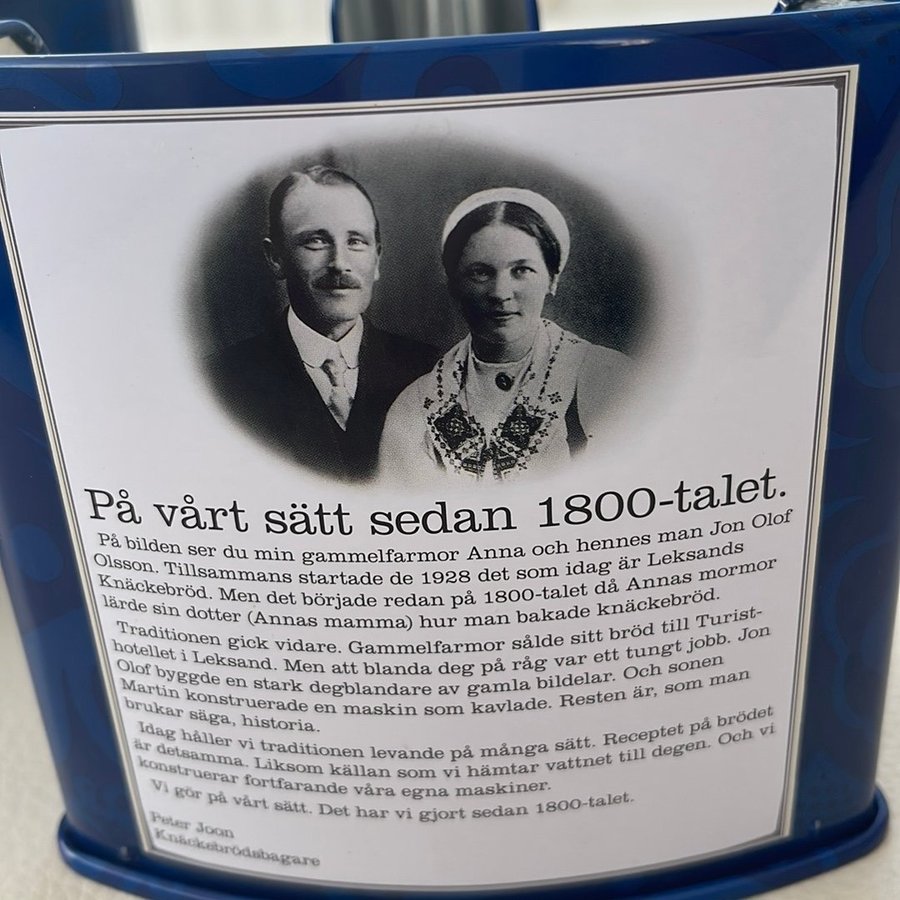 På vårt sätt sedan 1800-talet.
På bilden ser du min gammelfarmor Anna och hennes man Jon Olof
Olsson. Tillsammans startade de 1928 det som idag är Leksands
Knäckebröd. Men det började redan på 1800-talet då Annas mormor
lärde sin dotter (Annas mamma) hur man bakade knäckebröd.
Traditionen gick vidare. Gammelfarmor sålde sitt bröd till Turist-
hotellet i Leksand. Men att blanda deg på råg var ett tungt jobb. Jon
Olof byggde en stark degblandare av gamla bildelar. Och sonen
Martin konstruerade en maskin som kavlade. Resten är, som man
brukar säga, historia.
Idag håller vi traditionen levande på många sätt. Receptet på brödet
är detsamma. Liksom källan som vi hämtar vattnet till degen. Och vi
konstruerar fortfarande våra egna maskiner.
Vi gör på vårt sätt. Det har vi gjort sedan 1800-talet.
Peter Joon
Knäckebrödsbagare